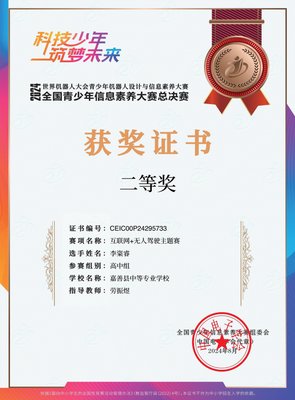 科技少年
筑梦未来
2024
世界机器人大会青少年机器人设计与信息素养大赛
全国青少年信息素养大赛总决赛
获奖证书
二等奖
证书编号：CEIC00P24295733
赛项名称：互联网+无人驾驶主题赛
选手姓名：李棠睿
参赛组别：高中组
学校名称：嘉善县中等专业学校
指导教师：劳振煜
全国青少年信息素养大赛组委会
2024年8月